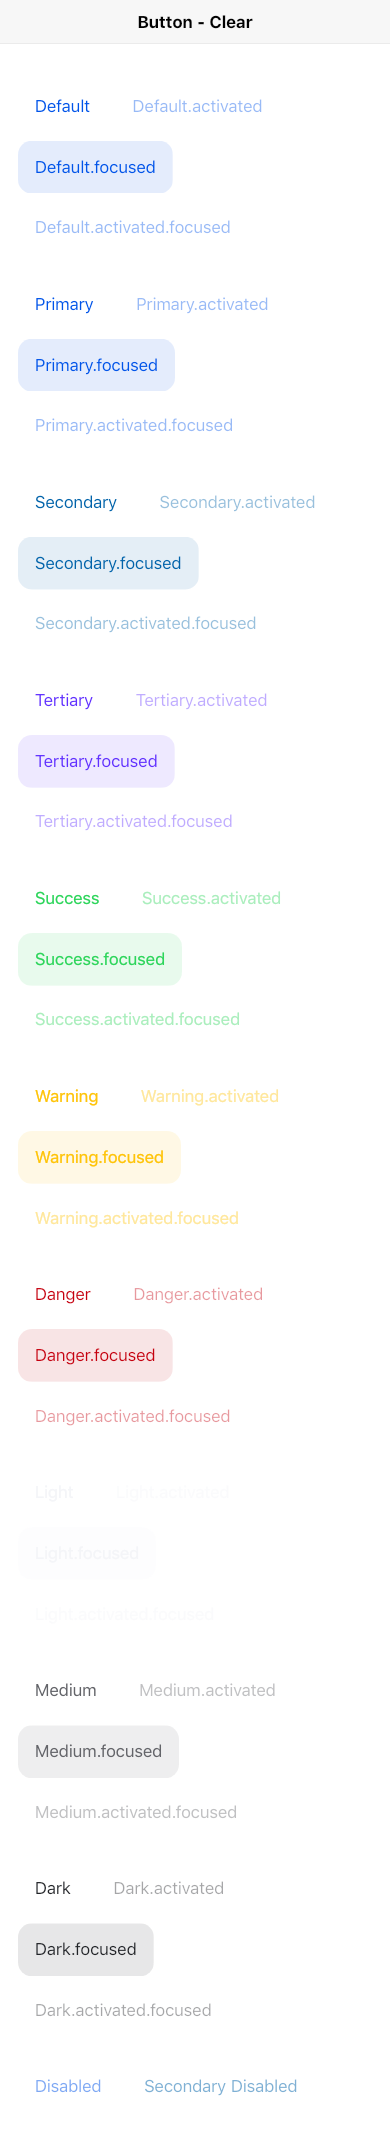 Button - Clear
Default Default.activated
Default.focused
Default.activated.focused
Primary Primary.activated
Primary.focused
Primary.activated.focused
Secondary Secondary.activated
Secondary.focused
Secondary.activated.focused
Tertiary Tertiary.activated
Tertiary.focused
Tertiary.activated.focused
Success Success.activated
Success.focused
Success.activated.focused
Warning Warning.activated
Warning.focused
Warning.activated.focused
Danger Danger.activated
Danger.focused
Danger.activated.focused
Light Light.activated
Light.focused
Light.activated.focused
Medium Medium.activated
Medium.focused
Medium.activated.focused
Dark Dark.activated
Dark.focused
Dark.activated.focused
Disabled Secondary Disabled